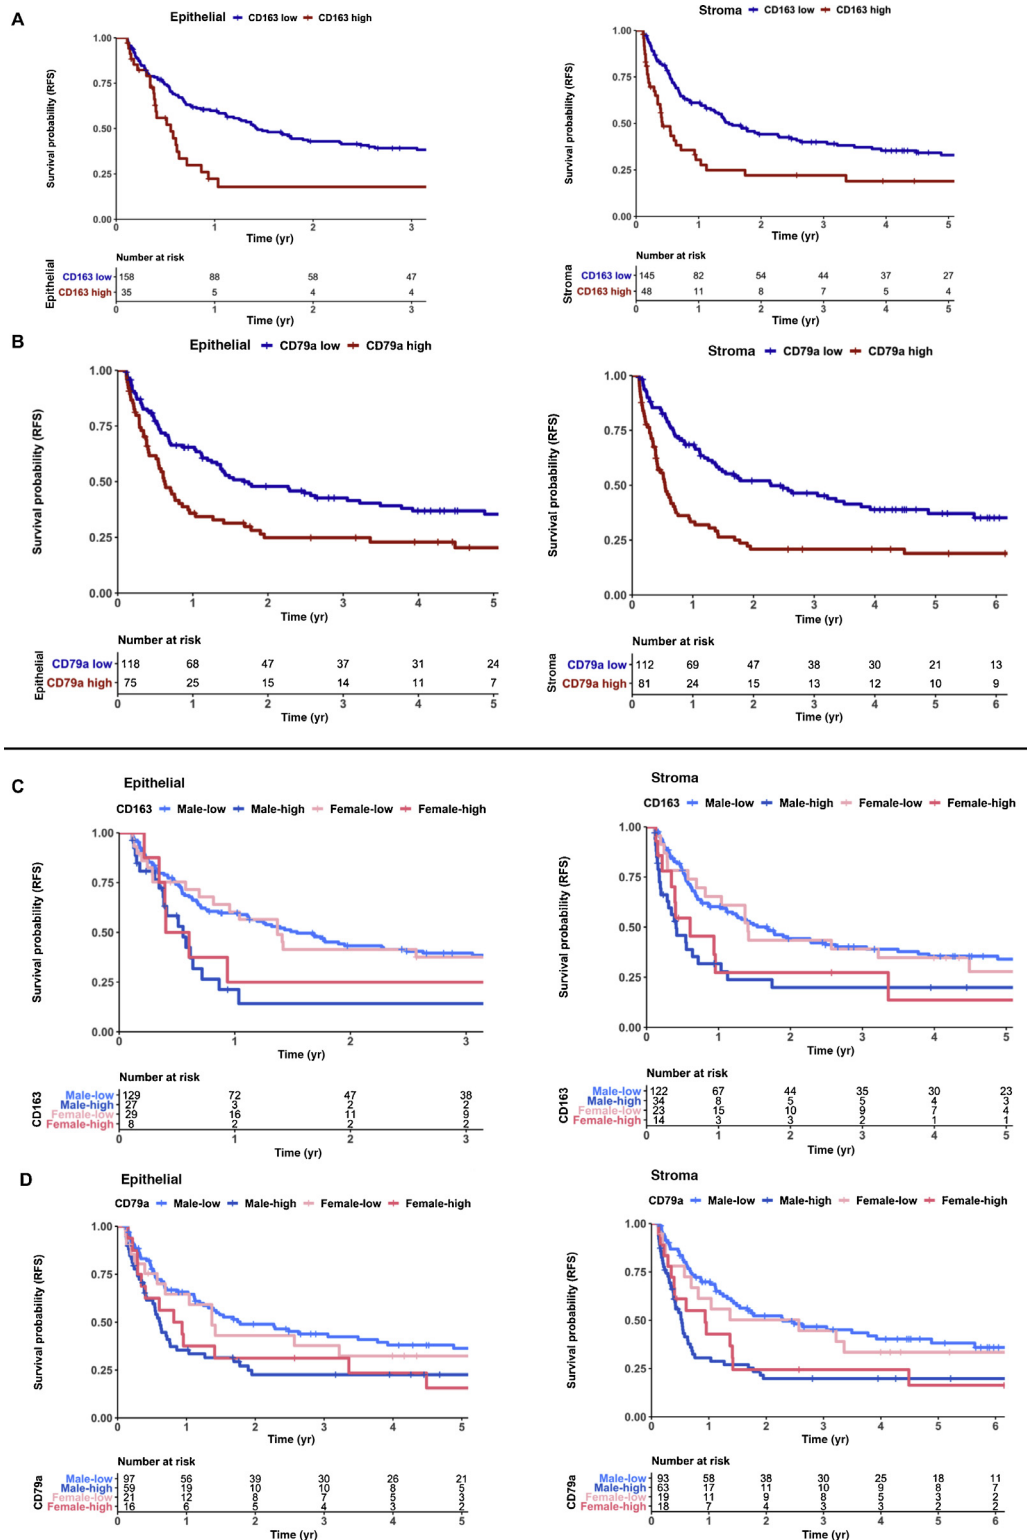 A
Epithelial CD163 low CD163 high
Survival probability (RFS)
1.00
0.75
0.50
0.25
0.00
0 1 2 3
Time (yr)
Number at risk
Epithelial
CD163 low 158 88 58 47
CD163 high 35 5 4 4
0 1 2 3
Time (yr)
Stroma CD163 low CD163 high
Survival probability (RFS)
1.00
0.75
0.50
0.25
0.00
0 1 2 3 4 5
Time (yr)
Number at risk
Stroma
CD163 low 145 82 54 44 37 27
CD163 high 48 11 8 7 5 4
0 1 2 3 4 5
Time (yr)
B
Epithelial CD79a low CD79a high
Survival probability (RFS)
1.00
0.75
0.50
0.25
0.00
0 1 2 3 4 5
Time (yr)
Number at risk
Epithelial
CD79a low 118 68 47 37 31 24
CD79a high 75 25 15 14 11 7
0 1 2 3 4 5
Time (yr)
Stroma CD79a low CD79a high
Survival probability (RFS)
1.00
0.75
0.50
0.25
0.00
0 1 2 3 4 5 6
Time (yr)
Number at risk
Stroma
CD79a low 112 69 47 38 30 21 13
CD79a high 81 24 15 13 12 10 9
0 1 2 3 4 5 6
Time (yr)
C
Epithelial
CD163 Male-low Male-high Female-low Female-high
Survival probability (RFS)
1.00
0.75
0.50
0.25
0.00
0 1 2 3
Time (yr)
Number at risk
CD163
Male-low 129 72 47 38
Male-high 27 3 2 2
Female-low 29 16 11 9
Female-high 8 2 2 2
0 1 2 3
Time (yr)
Stroma
CD163 Male-low Male-high Female-low Female-high
Survival probability (RFS)
1.00
0.75
0.50
0.25
0.00
0 1 2 3 4 5
Time (yr)
Number at risk
CD163
Male-low 122 67 44 35 30 23
Male-high 34 8 5 5 4 3
Female-low 23 15 10 9 7 4
Female-high 14 3 3 2 1 1
0 1 2 3 4 5
Time (yr)
D
Epithelial
CD79a Male-low Male-high Female-low Female-high
Survival probability (RFS)
1.00
0.75
0.50
0.25
0.00
0 1 2 3 4 5
Time (yr)
Number at risk
CD79a
Male-low 97 56 39 30 26 21
Male-high 59 19 10 10 8 5
Female-low 21 12 8 7 5 3
Female-high 16 6 5 4 3 2
0 1 2 3 4 5
Time (yr)
Stroma
CD79a Male-low Male-high Female-low Female-high
Survival probability (RFS)
1.00
0.75
0.50
0.25
0.00
0 1 2 3 4 5 6
Time (yr)
Number at risk
CD79a
Male-low 93 58 38 30 25 18 11
Male-high 63 17 11 10 9 8 7
Female-low 19 11 9 8 5 3 2
Female-high 18 7 4 3 3 2 2
0 1 2 3 4 5 6
Time (yr)